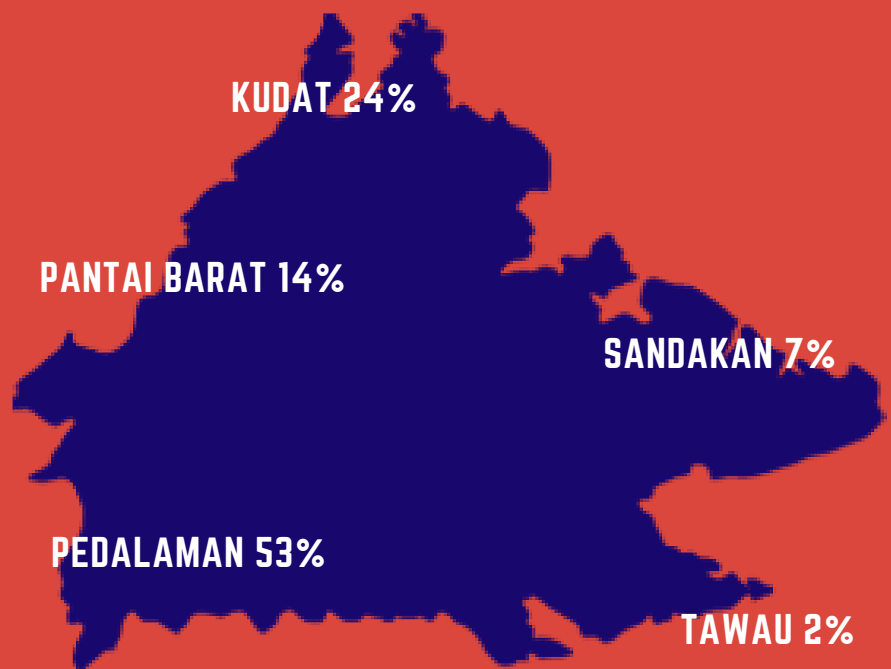 KUDAT 24%
PANTAI BARAT 14%
SANDAKAN 7%
PEDALAMAN 53%
TAWAU 2%